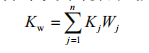 K_w = \sum_{j=1}^{n} K_j W_j